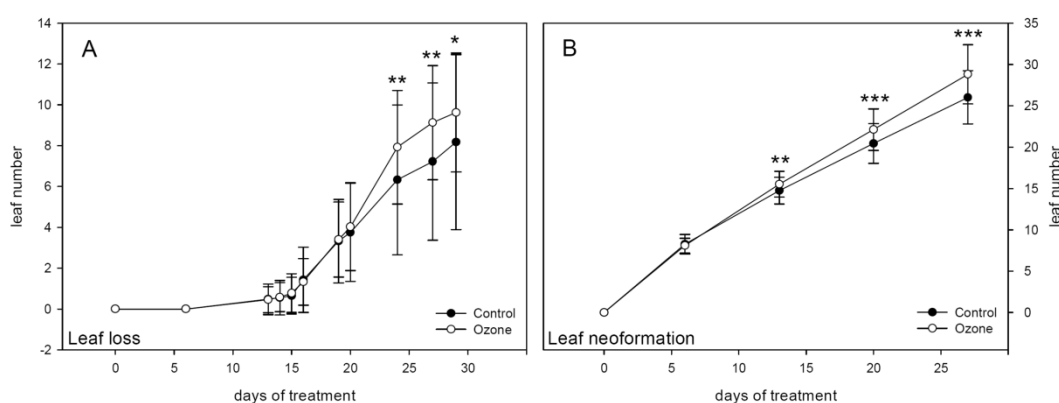 A
14
12
10
8
6
4
2
0
-2
leaf number
** ** *
Control
Ozone
Leaf loss
0 5 10 15 20 25 30
days of treatment
B
35
30
25
20
15
10
5
0
leaf number
** *** ***
Control
Ozone
Leaf neoformation
0 5 10 15 20 25
days of treatment